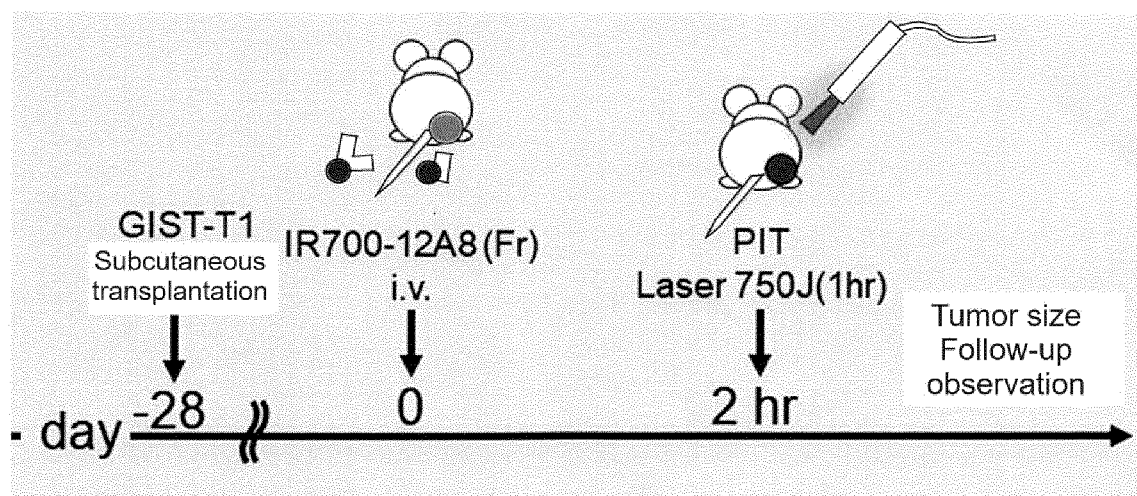 GIST-T1
Subcutaneous
transplantation
IR700-12A8(Fr)
i.v.
PIT
Laser 750J(1hr)
Tumor size
Follow-up
observation
day
-28
0
2 hr